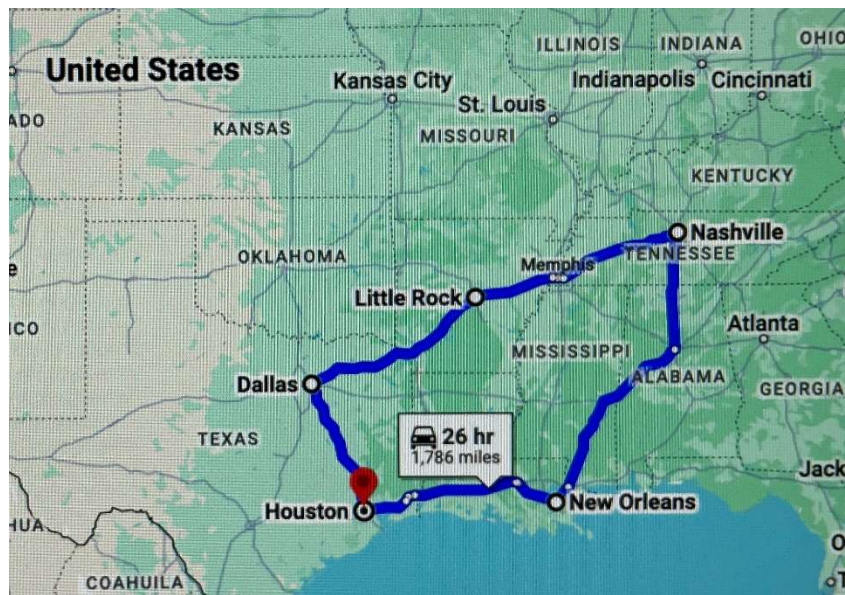 ILLINOIS
INDIANA
OHIO
United States
Kansas City
Indianapolis
Cincinnati
ADO
St. Louis
KANSAS
MISSOURI
KENTUCKY
Nashville
OKLAHOMA
Memphis
TENNESSEE
Little Rock
ICO
Atlanta
MISSISSIPPI
Dallas
ALABAMA
GEORGIA
TEXAS
26 hr
1,786 miles
Jack
Houston
New Orleans
HUA
COAHUILA